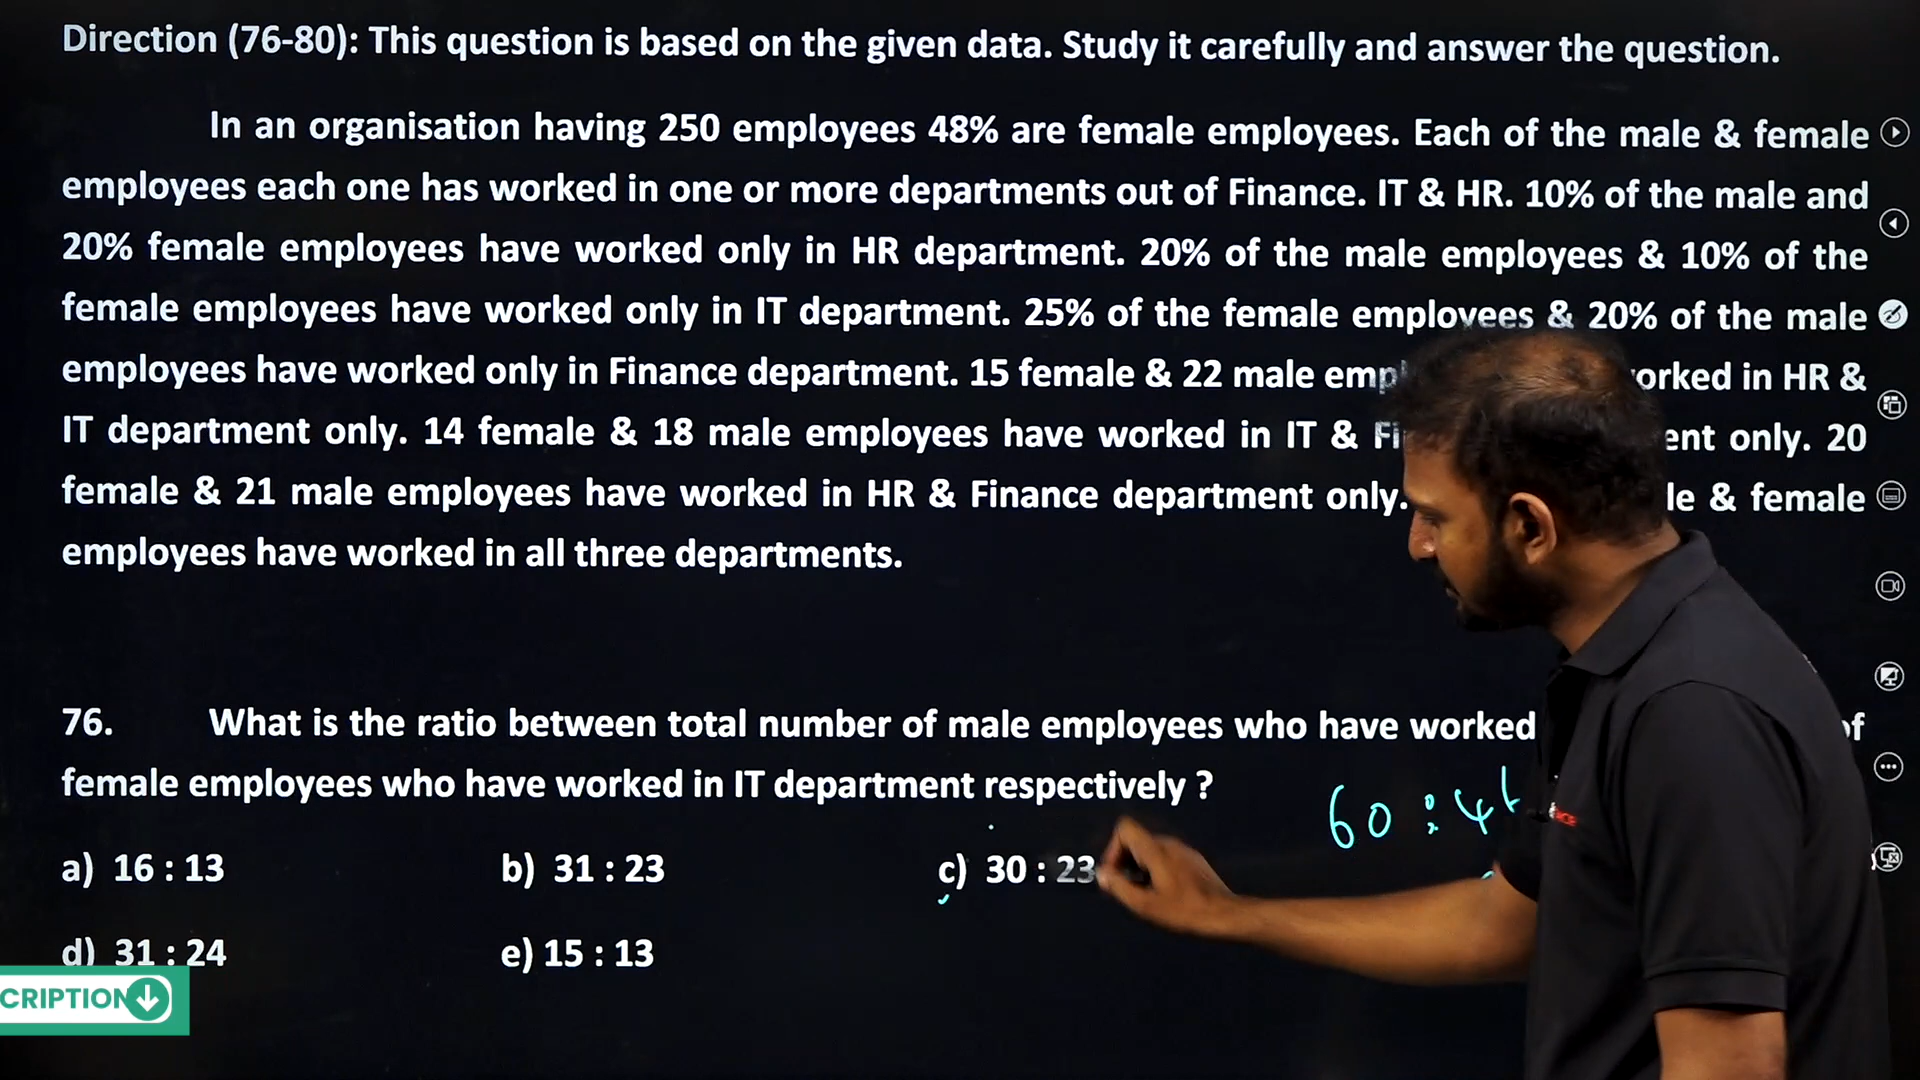 Direction (76-80): This question is based on the given data. Study it carefully and answer the question.
In an organisation having 250 employees 48% are female employees. Each of the male & female
employees each one has worked in one or more departments out of Finance. IT & HR. 10% of the male and
20% female employees have worked only in HR department. 20% of the male employees & 10% of the
female employees have worked only in IT department. 25% of the female employees & 20% of the male
employees have worked only in Finance department. 15 female & 22 male emp orked in HR &
IT department only. 14 female & 18 male employees have worked in IT & Fi ent only. 20
female & 21 male employees have worked in HR & Finance department only. le & female
employees have worked in all three departments.
76. What is the ratio between total number of male employees who have worked of
female employees who have worked in IT department respectively ?
60 : 46
a) 16 : 13 b) 31 : 23 c) 30 : 23
d) 31 : 24 e) 15 : 13
CRIPTION